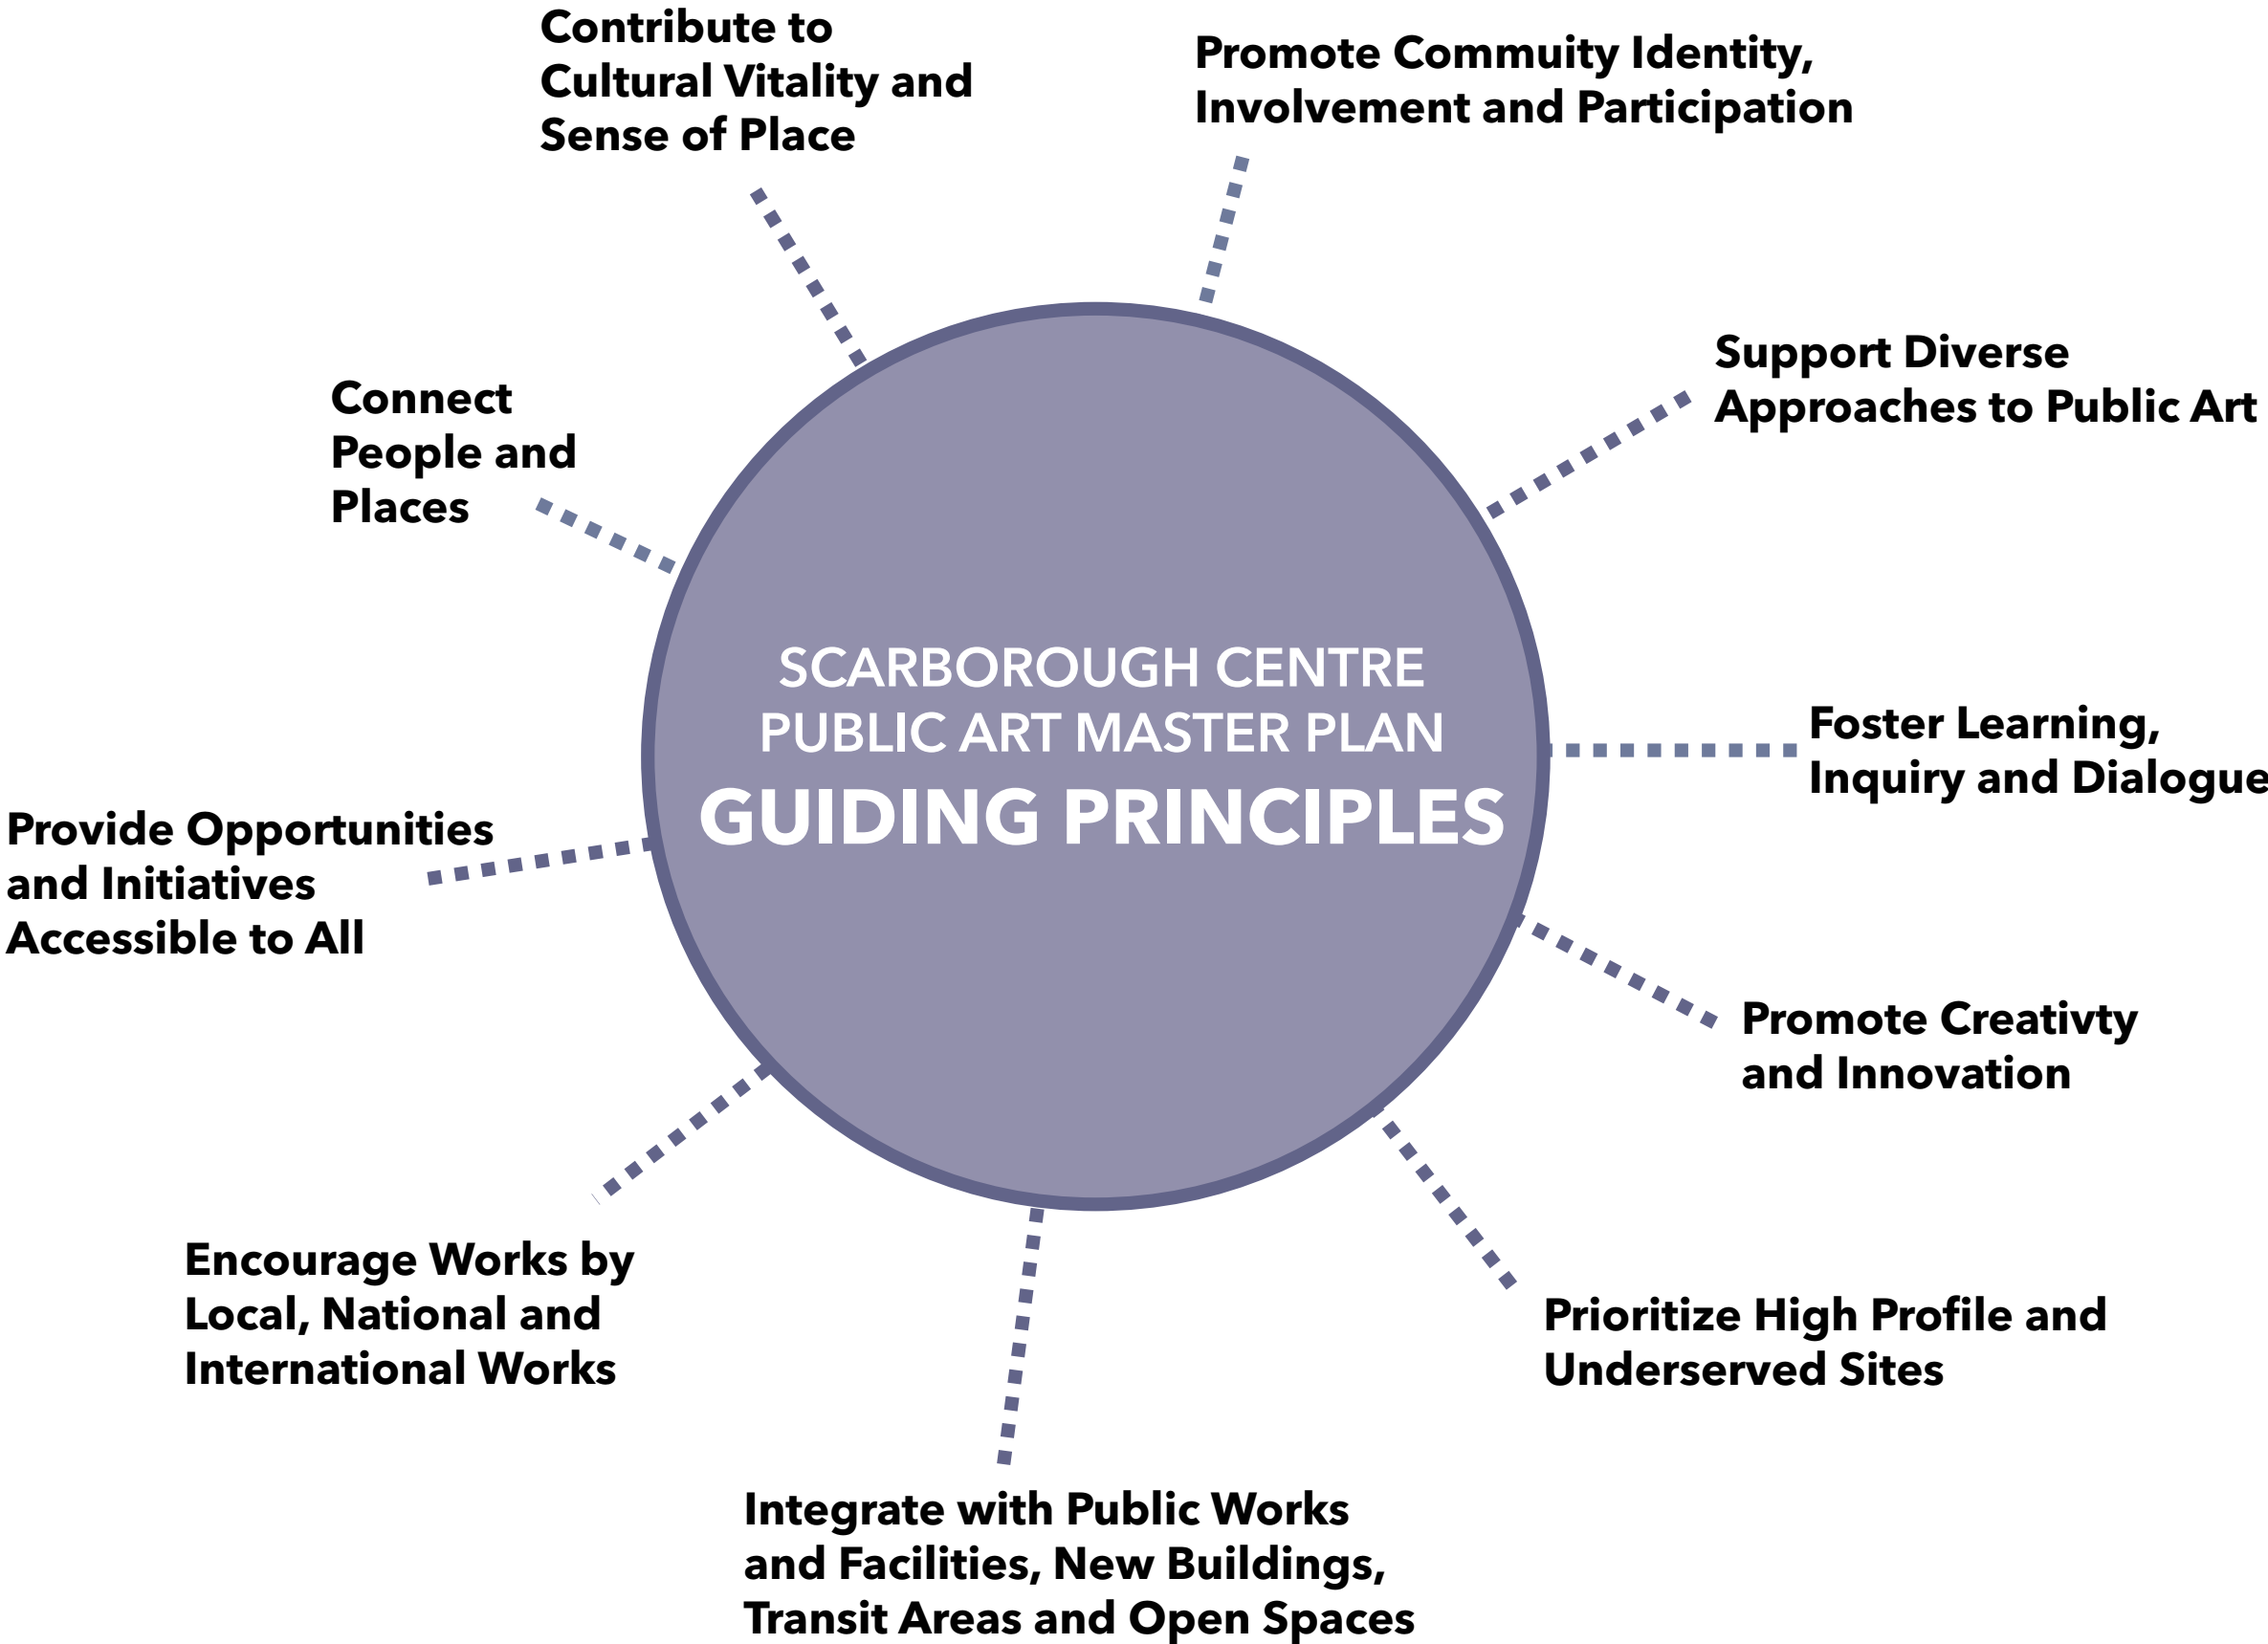 Contribute to
Cultural Vitality and
Sense of Place
Promote Commuity Identity,
Involvement and Participation
Support Diverse
Approaches to Public Art
Connect
People and
Places
SCARBOROUGH CENTRE
PUBLIC ART MASTER PLAN
GUIDING PRINCIPLES
Foster Learning,
Inquiry and Dialogue
Provide Opportunities
and Initiatives
Accessible to All
Promote Creativty
and Innovation
Encourage Works by
Local, National and
International Works
Prioritize High Profile and
Underserved Sites
Integrate with Public Works
and Facilities, New Buildings,
Transit Areas and Open Spaces